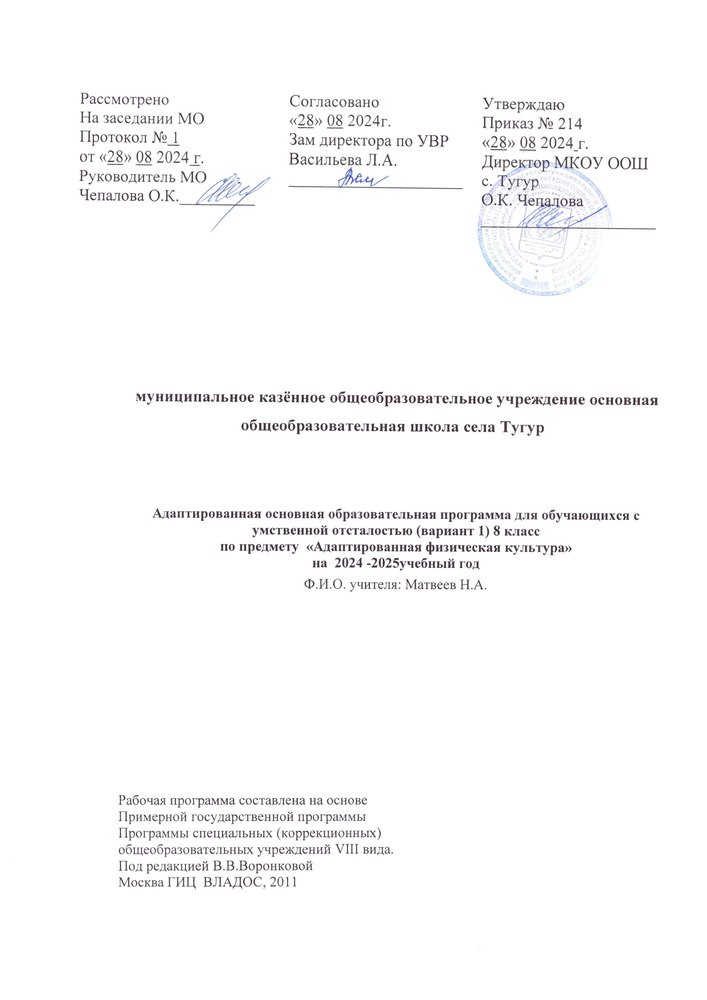 Рассмотрено
На заседании МО
Протокол № 1
от «28» 08 2024 г.
Руководитель МО
Чепалова О.К.
Согласовано
«28» 08 2024г.
Зам директора по УВР
Васильева Л.А.
Утверждаю
Приказ № 214
«28» 08 2024 г.
Директор МКОУ ООШ
с. Тугур
О.К. Чепалова
муниципальное казённое общеобразовательное учреждение основная
общеобразовательная школа села Тугур
Адаптированная основная образовательная программа для обучающихся с
умственной отсталостью (вариант 1) 8 класс
по предмету «Адаптированная физическая культура»
на 2024 -2025учебный год
Ф.И.О. учителя: Матвеев Н.А.
Рабочая программа составлена на основе
Примерной государственной программы
Программы специальных (коррекционных)
общеобразовательных учреждений VIII вида.
Под редакцией В.В.Воронковой
Москва ГИЦ ВЛАДОС, 2011